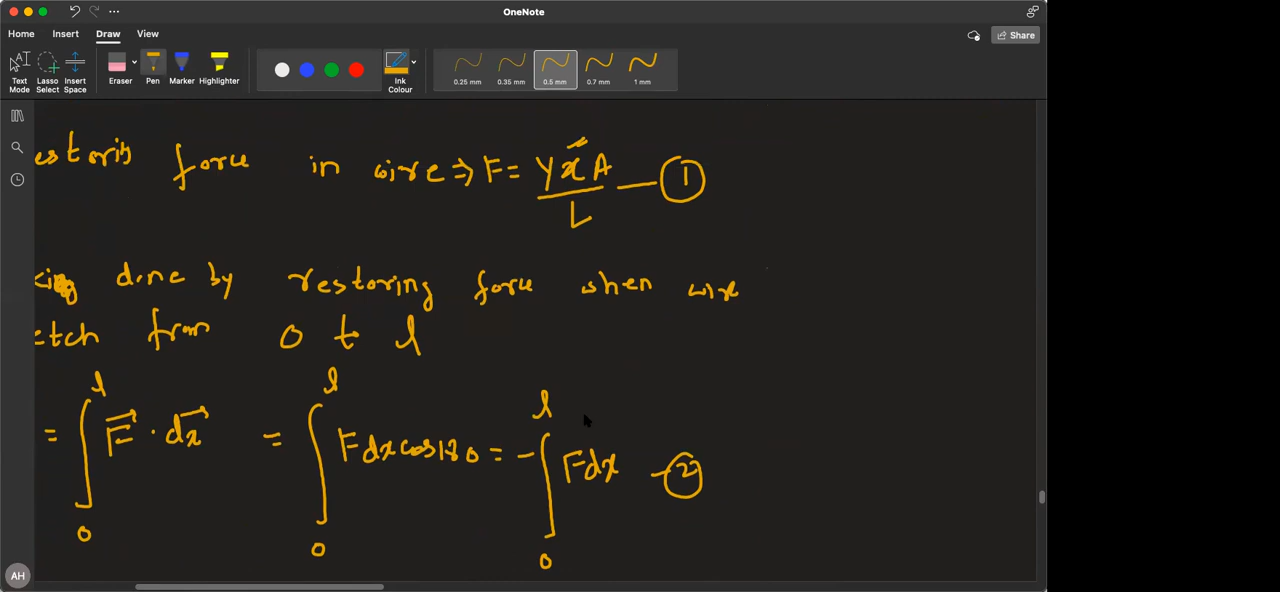 OneNote
Home Insert Draw View
Share
Text Mode
Lasso Select
Insert Space
Eraser
Pen
Marker
Highlighter
Ink Colour
0.25 mm
0.35 mm
0.5 mm
0.7 mm
1 mm
force in wire ⇒ F = YxA / L — ①
done by restoring force when wire
etch from 0 to l
= ∫₀ˡ F⃗ · dx⃗ = ∫₀ˡ F dx cos180 = - ∫₀ˡ F dx - ②
AH